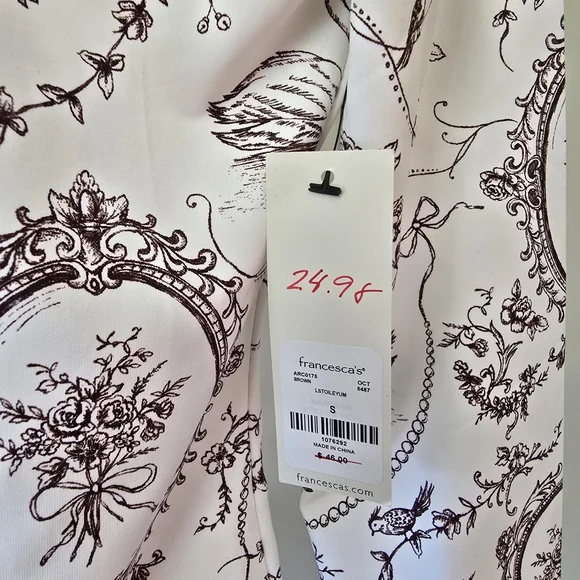 24.98
francesca's®
ARC0175 OCT
BROWN 5487
LSTOILEYUM
S
1076292
MADE IN CHINA
$ 46.00
francescas.com